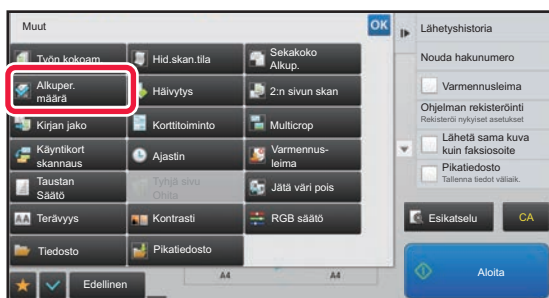 Muut
OK
Työn kokoam.
Hid.skan.tila
Sekakoko
Alkup.
Alkuper.
määrä
Häivytys
2:n sivun skan
Kirjan jako
Korttitoiminto
Multicrop
Käyntikort
skannaus
Ajastin
Varmennus-
leima
Taustan
Säätö
Tyhjä sivu
Ohita
Jätä väri pois
AA
Terävyys
Kontrasti
RGB säätö
Tiedosto
Pikatiedosto
Edellinen
A4
A4
Lähetyshistoria
Nouda hakunumero
Varmennusleima
Ohjelman rekisteröinti
Rekisteröi nykyiset asetukset
Lähetä sama kuva
kuin faksiosoite
Pikatiedosto
Tallenna tiedot väliaik.
Esikatselu
CA
Aloita